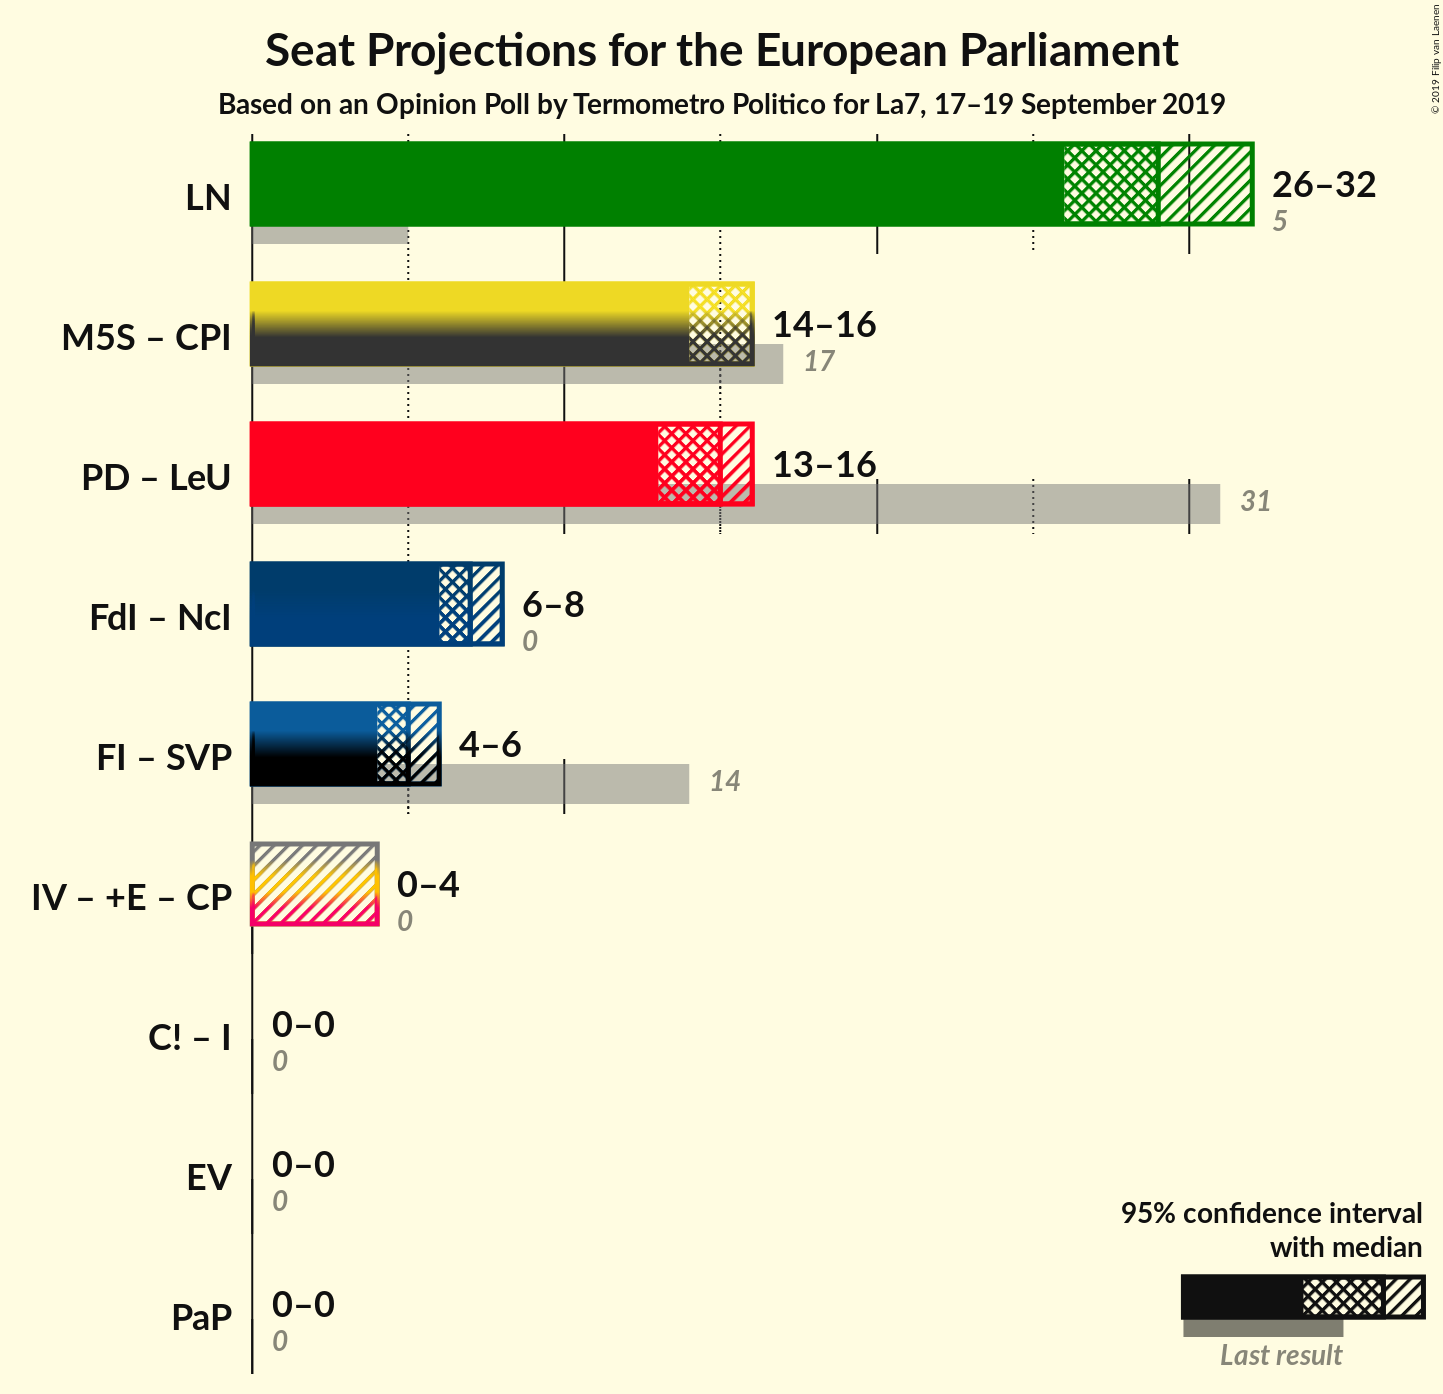 Seat Projections for the European Parliament
Based on an Opinion Poll by Termometro Politico for La7, 17–19 September 2019
© 2019 Filip van Laenen
LN
26–32
5
M5S – CPI
14–16
17
PD – LeU
13–16
31
FdI – NcI
6–8
0
FI – SVP
4–6
14
IV – +E – CP
0–4
0
C! – I
0–0
0
EV
0–0
0
PaP
0–0
0
95% confidence interval
with median
Last result